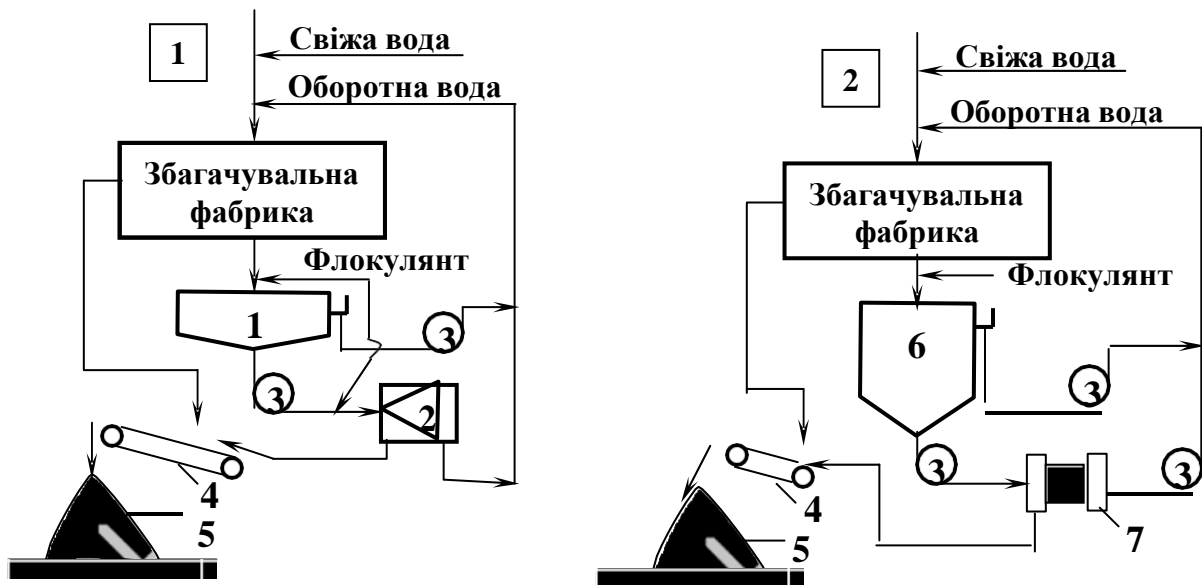 1
Свіжа вода
Оборотна вода
Збагачувальна
фабрика
Флокулянт
1
3
3
2
4
5
2
Свіжа вода
Оборотна вода
Збагачувальна
фабрика
Флокулянт
6
3
3
3
4
7
5